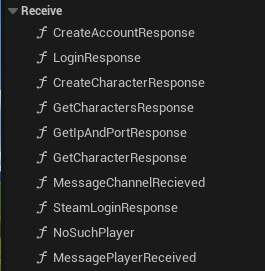 Receive
CreateAccountResponse
LoginResponse
CreateCharacterResponse
GetCharactersResponse
GetIpAndPortResponse
GetCharacterResponse
MessageChannelRecieved
SteamLoginResponse
NoSuchPlayer
MessagePlayerReceived